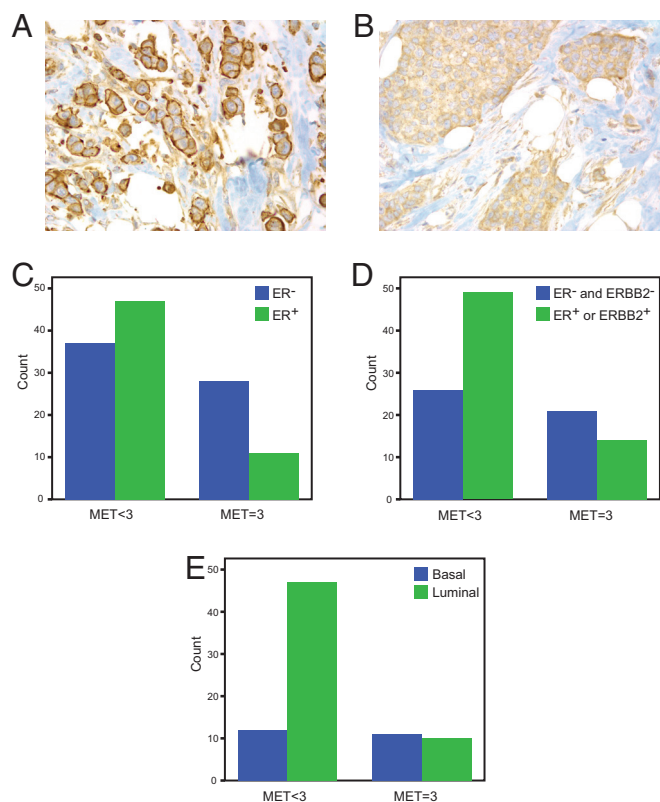 A
B
C
ER-
ER+
50
40
30
20
10
0
Count
MET<3
MET=3
D
ER- and ERBB2-
ER+ or ERBB2+
50
40
30
20
10
0
Count
MET<3
MET=3
E
Basal
Luminal
50
40
30
20
10
0
Count
MET<3
MET=3